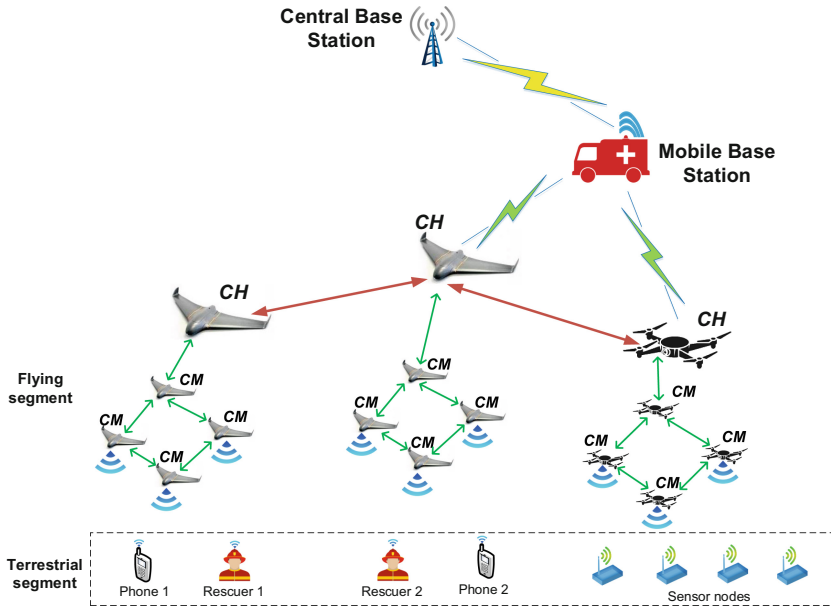 Central Base
Station
Mobile Base
Station
CH
CH
CH
Flying
segment
CM
CM
CM
CM
CM
CM
CM
CM
CM
CM
CM
CM
Terrestrial
segment
Phone 1
Rescuer 1
Rescuer 2
Phone 2
Sensor nodes